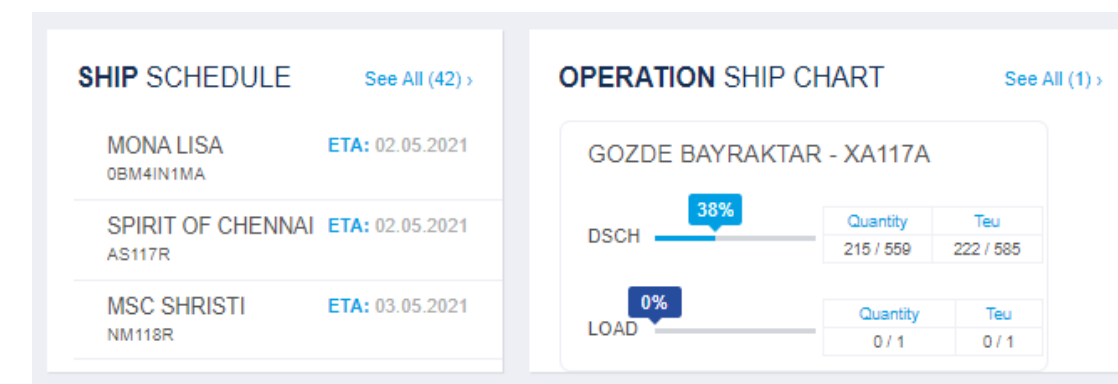 SHIP SCHEDULE See All (42) ›
MONA LISA ETA: 02.05.2021
0BM4IN1MA
SPIRIT OF CHENNAI ETA: 02.05.2021
AS117R
MSC SHRISTI ETA: 03.05.2021
NM118R
OPERATION SHIP CHART See All (1) ›
GOZDE BAYRAKTAR - XA117A
38%
DSCH
Quantity Teu
215 / 559 222 / 585
0%
LOAD
Quantity Teu
0 / 1 0 / 1